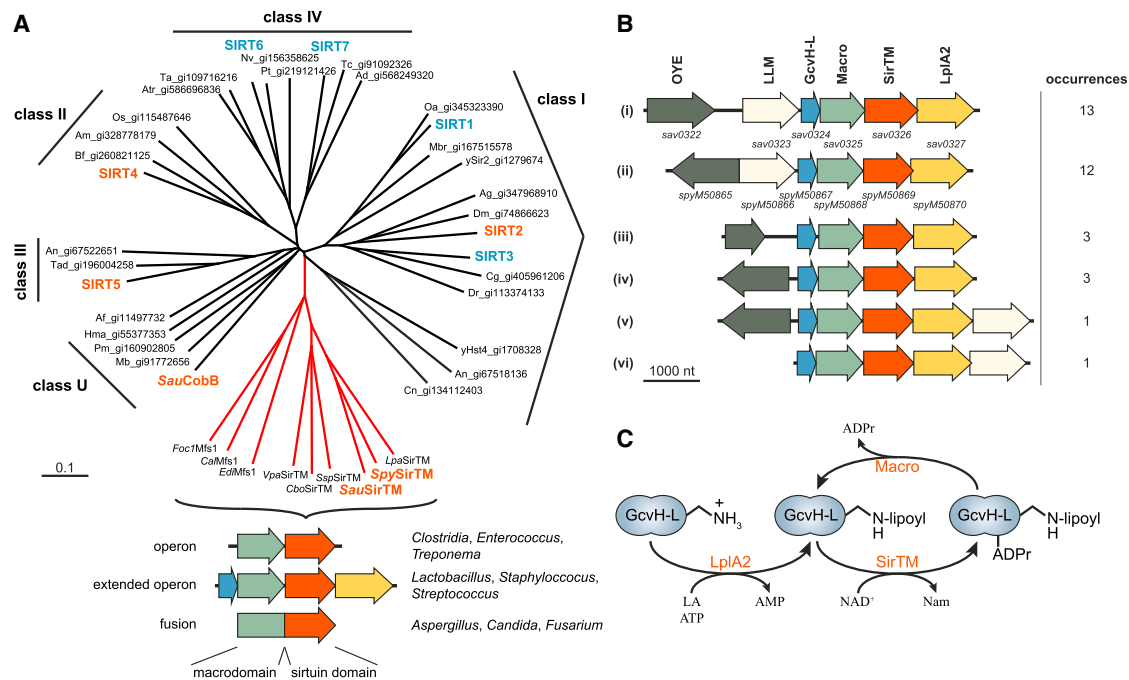 A
class IV
SIRT6
SIRT7
Nv_gi156358625
Pt_gi219121426
Tc_gi91092326
Ad_gi568249320
Ta_gi109716216
Atr_gi586696836
class II
class I
Os_gi115487646
Am_gi328778179
Bf_gi260821125
SIRT4
Oa_gi345323390
SIRT1
Mbr_gi167515578
ySir2_gi1279674
Ag_gi347968910
Dm_gi74866623
SIRT2
SIRT3
Cg_gi405961206
Dr_gi113374133
class III
An_gi67522651
Tad_gi196004258
SIRT5
Af_gi11497732
Hma_gi55377353
Pm_gi160902805
Mb_gi91772656
SauCobB
class U
yHst4_gi1708328
An_gi67518136
Cn_gi134112403
0.1
Foc1Mfs1
CalMfs1
EdiMfs1
VpaSirTM
CboSirTM
SspSirTM
SauSirTM
SpySirTM
LpaSirTM
operon
Clostridia, Enterococcus,
Treponema
extended operon
Lactobacillus, Staphyloccocus,
Streptococcus
fusion
Aspergillus, Candida, Fusarium
macrodomain
sirtuin domain
B
OYE
LLM
GcvH-L
Macro
SirTM
LplA2
occurrences
(i)
13
sav0322
sav0323
sav0324
sav0325
sav0326
sav0327
(ii)
12
spyM50865
spyM50866
spyM50867
spyM50868
spyM50869
spyM50870
(iii)
3
(iv)
3
(v)
1
(vi)
1
1000 nt
C
ADPr
Macro
GcvH-L
NH3
+
GcvH-L
N-lipoyl
H
GcvH-L
N-lipoyl
H
ADPr
LplA2
SirTM
LA
ATP
AMP
NAD+
Nam